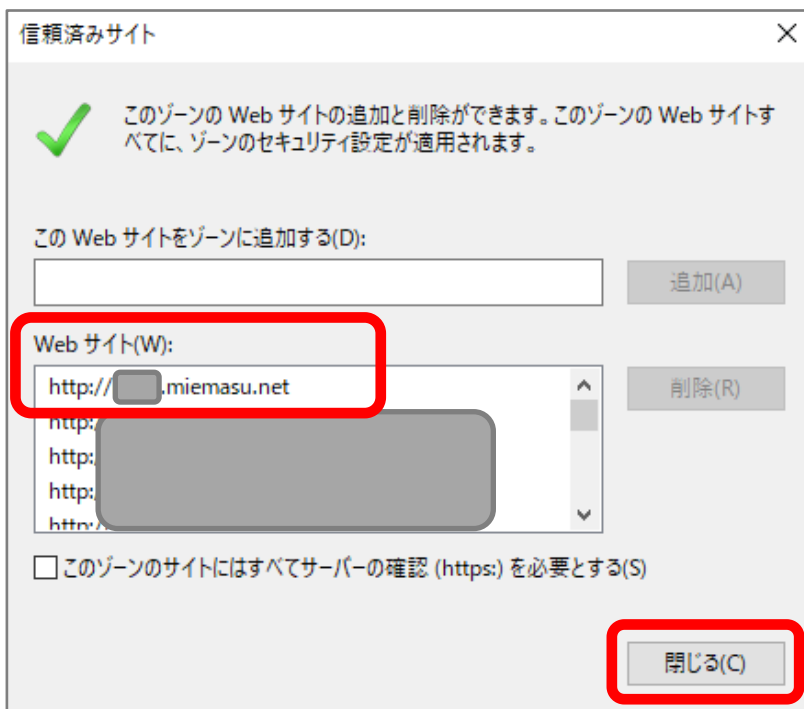 信頼済みサイト
このゾーンの Web サイトの追加と削除ができます。このゾーンの Web サイトす
べてに、ゾーンのセキュリティ設定が適用されます。
この Web サイトをゾーンに追加する(D):
追加(A)
Web サイト(W):
http:// .miemasu.net
削除(R)
http:/
http:/
http:/
http:/
このゾーンのサイトにはすべてサーバーの確認 (https:) を必要とする(S)
閉じる(C)